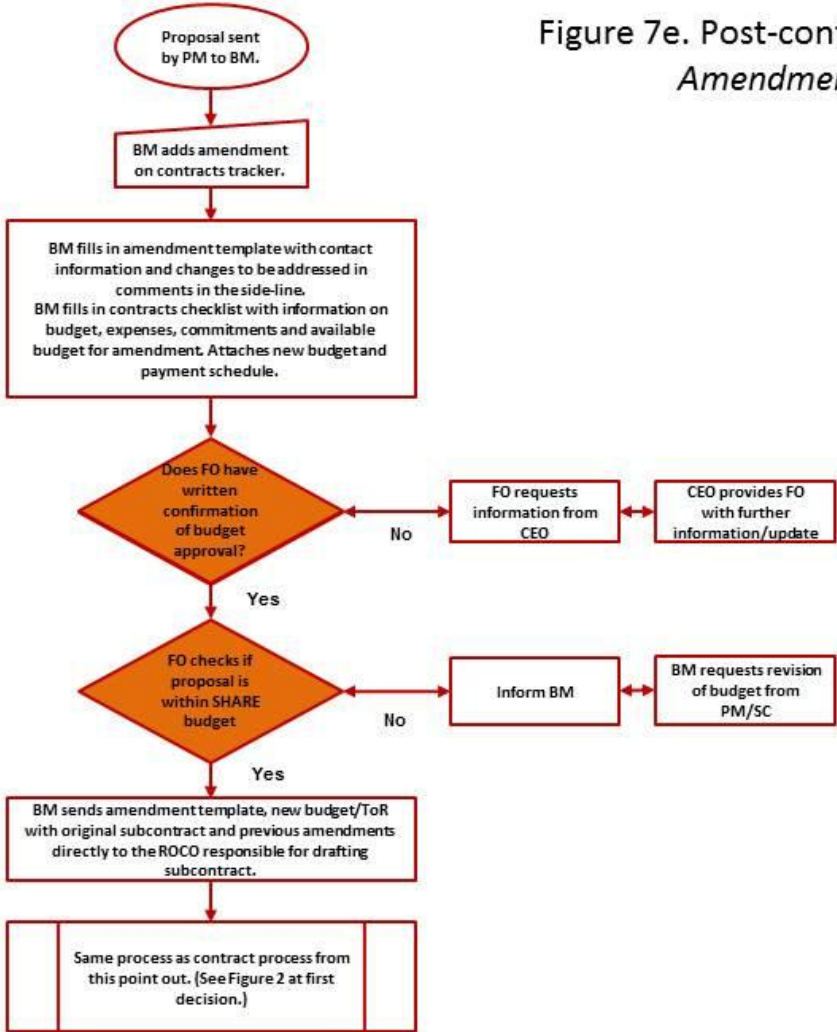 Figure 7e. Post-cont
Amendmen
Proposal sent
by PM to BM.
BM adds amendment
on contracts tracker.
BM fills in amendment template with contact
information and changes to be addressed in
comments in the side-line.
BM fills in contracts checklist with information on
budget, expenses, commitments and available
budget for amendment. Attaches new budget and
payment schedule.
Does FO have
written
confirmation
of budget
approval?
No
FO requests
information from
CEO
CEO provides FO
with further
information/update
Yes
FO checks if
proposal is
within SHARE
budget
No
Inform BM
BM requests revision
of budget from
PM/SC
Yes
BM sends amendment template, new budget/ToR
with original subcontract and previous amendments
directly to the ROCO responsible for drafting
subcontract.
Same process as contract process from
this point out. (See Figure 2 at first
decision.)